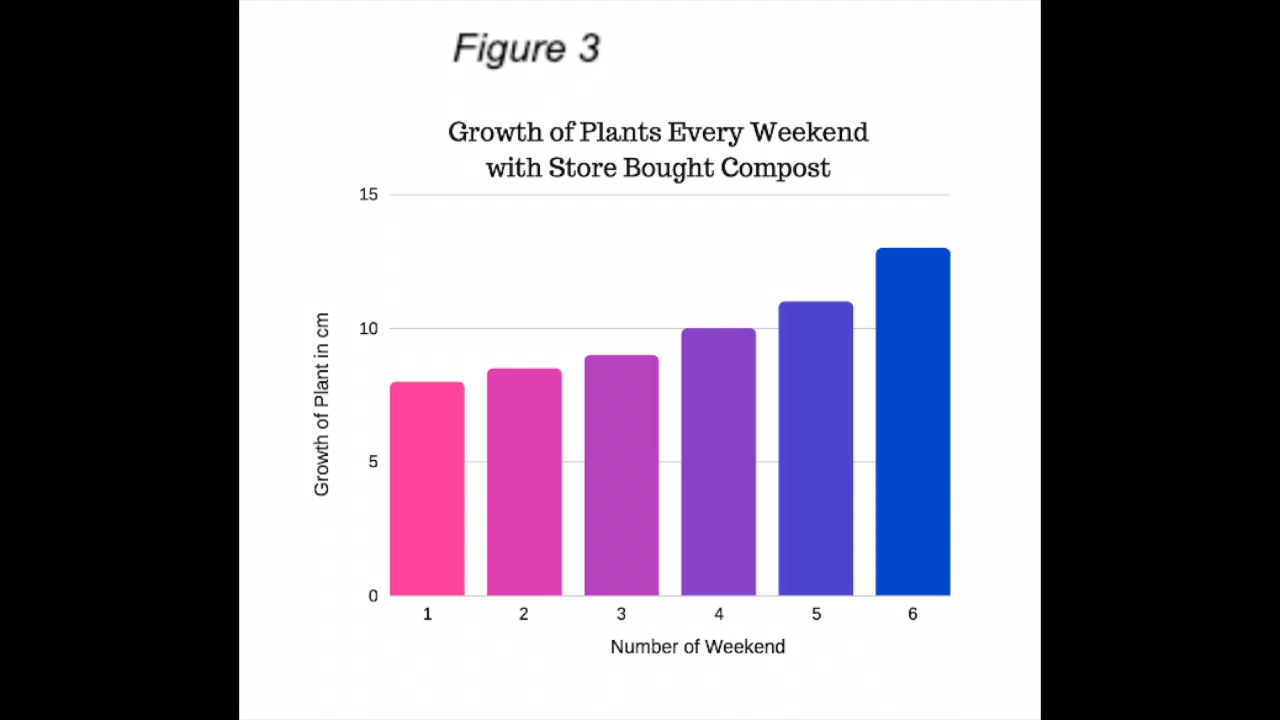 Figure 3
Growth of Plants Every Weekend
with Store Bought Compost
15
10
5
0
Growth of Plant in cm
1 2 3 4 5 6
Number of Weekend